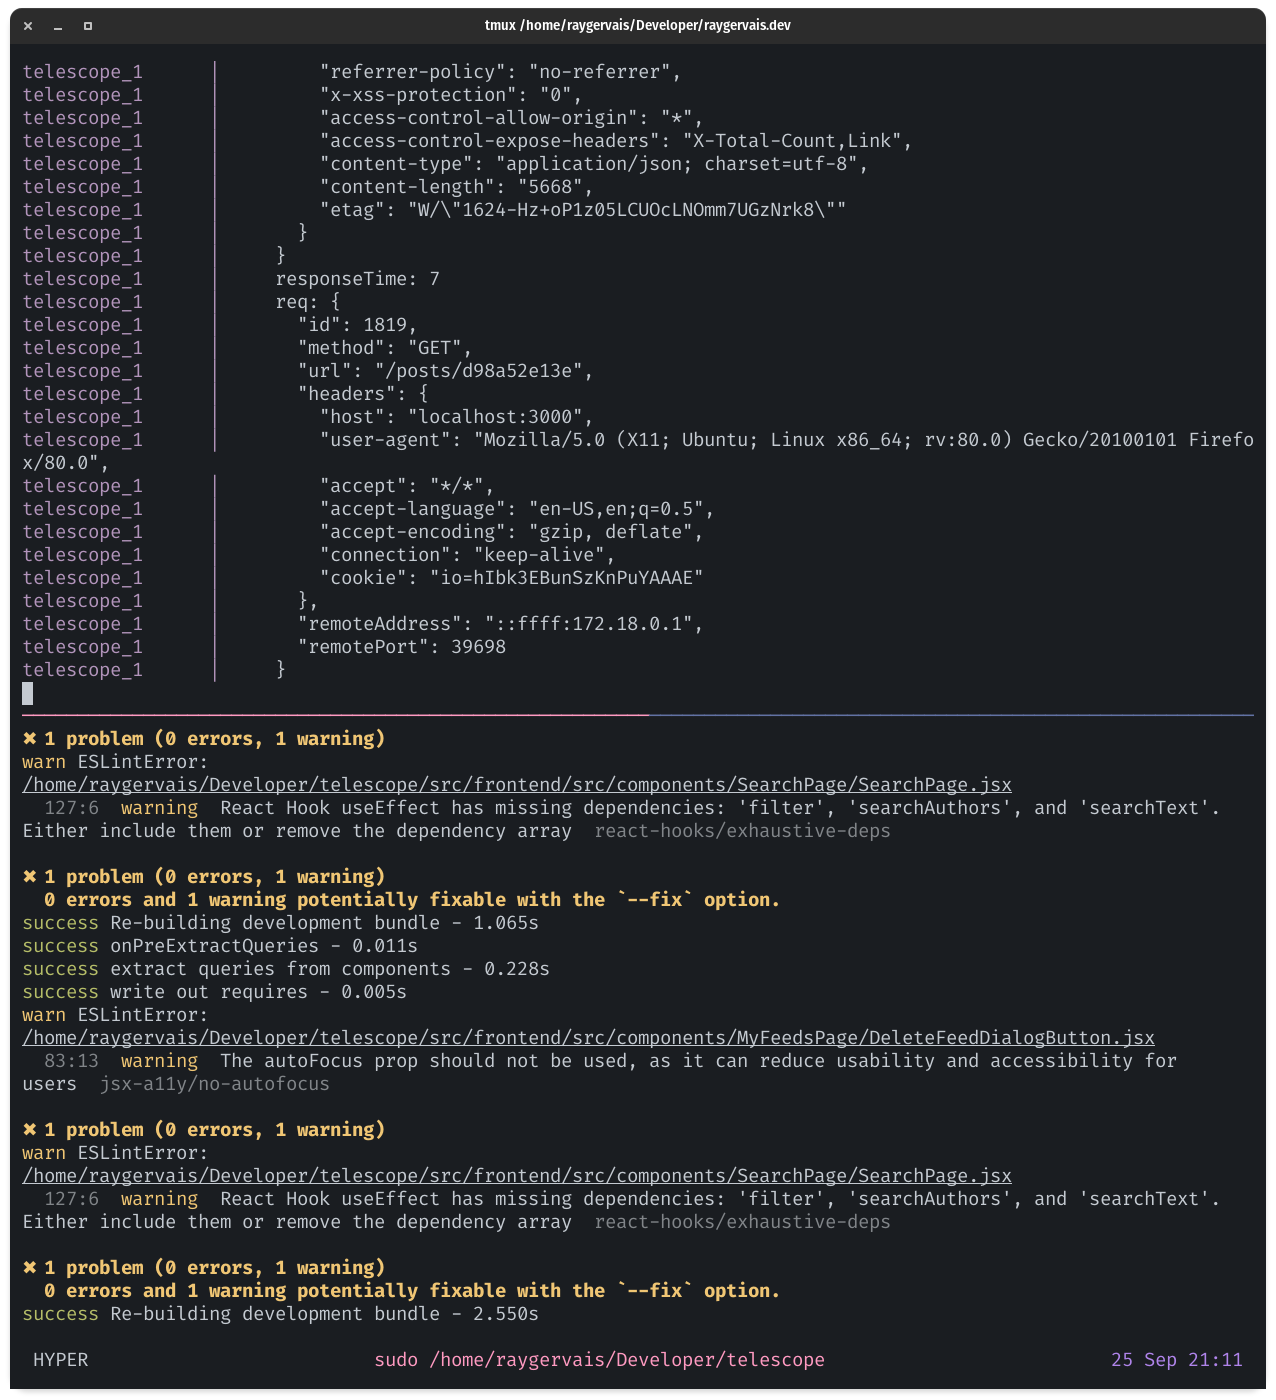 tmux /home/raygervais/Developer/raygervais.dev
telescope_1 | "referrer-policy": "no-referrer",
telescope_1 | "x-xss-protection": "0",
telescope_1 | "access-control-allow-origin": "*",
telescope_1 | "access-control-expose-headers": "X-Total-Count,Link",
telescope_1 | "content-type": "application/json; charset=utf-8",
telescope_1 | "content-length": "5668",
telescope_1 | "etag": "W/\"1624-Hz+oP1z05LCUOcLNOmm7UGzNrk8\""
telescope_1 | }
telescope_1 | }
telescope_1 | responseTime: 7
telescope_1 | req: {
telescope_1 | "id": 1819,
telescope_1 | "method": "GET",
telescope_1 | "url": "/posts/d98a52e13e",
telescope_1 | "headers": {
telescope_1 | "host": "localhost:3000",
telescope_1 | "user-agent": "Mozilla/5.0 (X11; Ubuntu; Linux x86_64; rv:80.0) Gecko/20100101 Firefo
x/80.0",
telescope_1 | "accept": "*/*",
telescope_1 | "accept-language": "en-US,en;q=0.5",
telescope_1 | "accept-encoding": "gzip, deflate",
telescope_1 | "connection": "keep-alive",
telescope_1 | "cookie": "io=hIbk3EBunSzKnPuYAAAE"
telescope_1 | },
telescope_1 | "remoteAddress": "::ffff:172.18.0.1",
telescope_1 | "remotePort": 39698
telescope_1 | }
✖ 1 problem (0 errors, 1 warning)
warn ESLintError:
/home/raygervais/Developer/telescope/src/frontend/src/components/SearchPage/SearchPage.jsx
127:6 warning React Hook useEffect has missing dependencies: 'filter', 'searchAuthors', and 'searchText'.
Either include them or remove the dependency array react-hooks/exhaustive-deps
✖ 1 problem (0 errors, 1 warning)
0 errors and 1 warning potentially fixable with the `--fix` option.
success Re-building development bundle - 1.065s
success onPreExtractQueries - 0.011s
success extract queries from components - 0.228s
success write out requires - 0.005s
warn ESLintError:
/home/raygervais/Developer/telescope/src/frontend/src/components/MyFeedsPage/DeleteFeedDialogButton.jsx
83:13 warning The autoFocus prop should not be used, as it can reduce usability and accessibility for
users jsx-a11y/no-autofocus
✖ 1 problem (0 errors, 1 warning)
warn ESLintError:
/home/raygervais/Developer/telescope/src/frontend/src/components/SearchPage/SearchPage.jsx
127:6 warning React Hook useEffect has missing dependencies: 'filter', 'searchAuthors', and 'searchText'.
Either include them or remove the dependency array react-hooks/exhaustive-deps
✖ 1 problem (0 errors, 1 warning)
0 errors and 1 warning potentially fixable with the `--fix` option.
success Re-building development bundle - 2.550s
HYPER sudo /home/raygervais/Developer/telescope 25 Sep 21:11